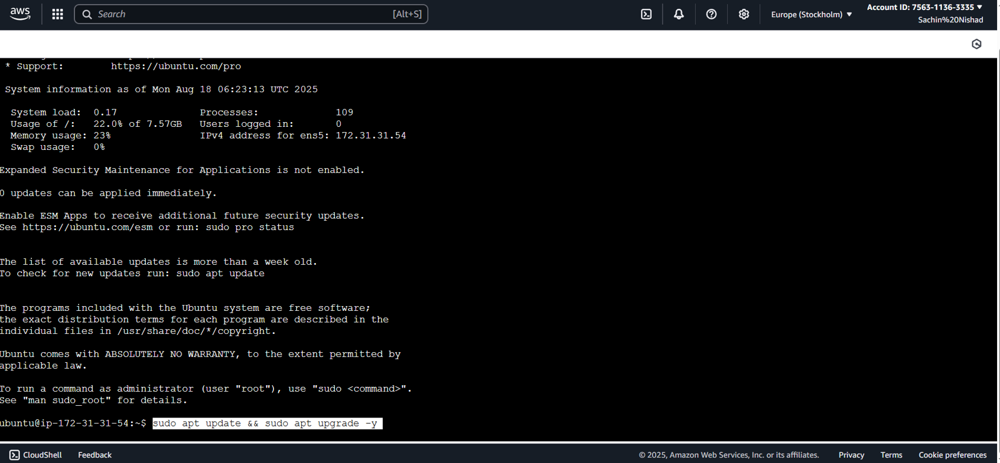 aws
Search [Alt+S]
Europe (Stockholm)
Account ID: 7563-1136-3335
Sachin%20Nishad
* Support: https://ubuntu.com/pro
System information as of Mon Aug 18 06:23:13 UTC 2025
System load: 0.17 Processes: 109
Usage of /: 22.0% of 7.57GB Users logged in: 0
Memory usage: 23% IPv4 address for ens5: 172.31.31.54
Swap usage: 0%
Expanded Security Maintenance for Applications is not enabled.
0 updates can be applied immediately.
Enable ESM Apps to receive additional future security updates.
See https://ubuntu.com/esm or run: sudo pro status
The list of available updates is more than a week old.
To check for new updates run: sudo apt update
The programs included with the Ubuntu system are free software;
the exact distribution terms for each program are described in the
individual files in /usr/share/doc/*/copyright.
Ubuntu comes with ABSOLUTELY NO WARRANTY, to the extent permitted by
applicable law.
To run a command as administrator (user "root"), use "sudo <command>".
See "man sudo_root" for details.
ubuntu@ip-172-31-31-54:~$ sudo apt update && sudo apt upgrade -y
CloudShell Feedback © 2025, Amazon Web Services, Inc. or its affiliates. Privacy Terms Cookie preferences